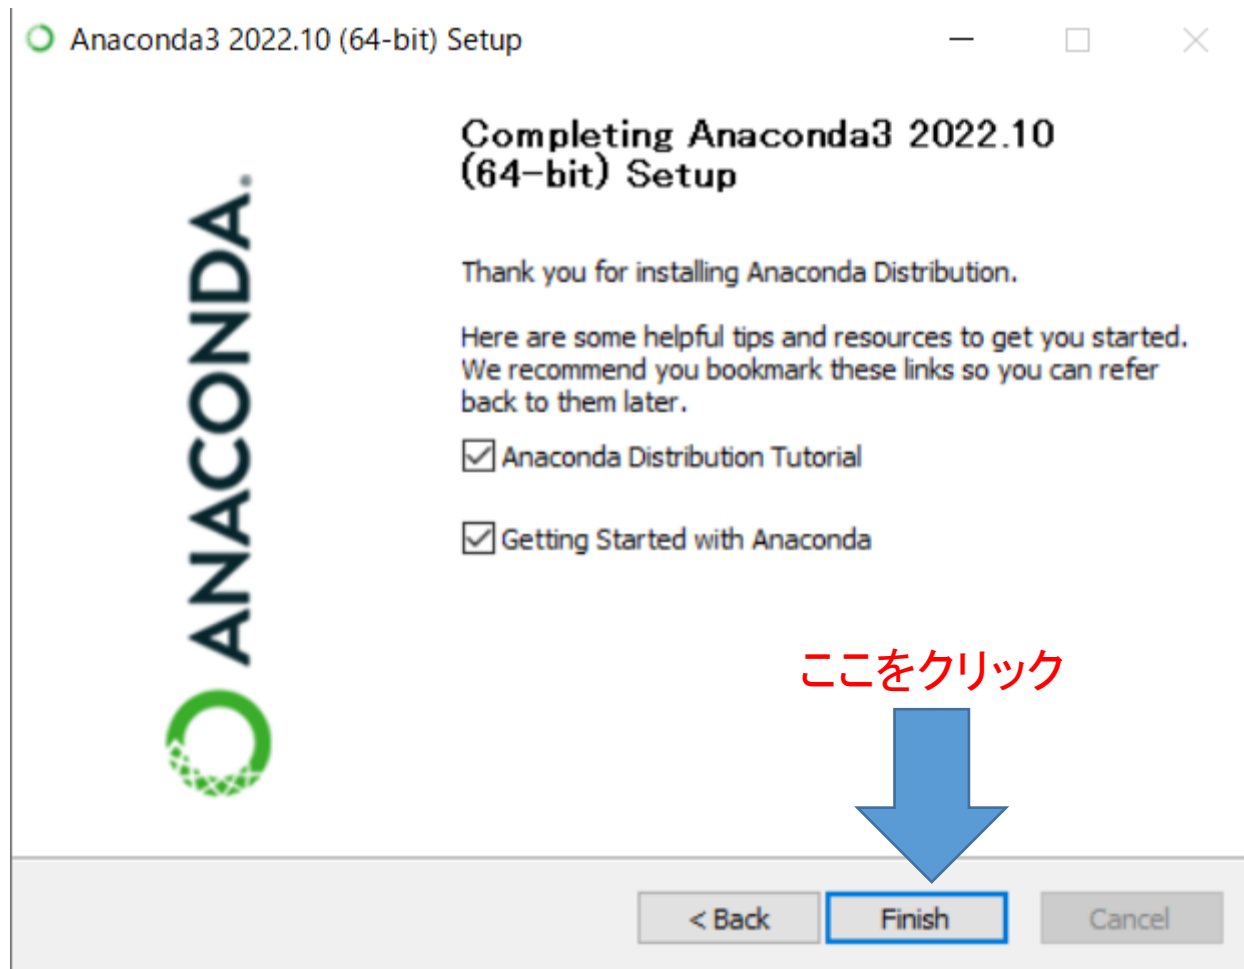 Anaconda3 2022.10 (64-bit) Setup
ANACONDA.
Completing Anaconda3 2022.10
(64-bit) Setup
Thank you for installing Anaconda Distribution.
Here are some helpful tips and resources to get you started.
We recommend you bookmark these links so you can refer
back to them later.
Anaconda Distribution Tutorial
Getting Started with Anaconda
ここをクリック
< Back
Finish
Cancel